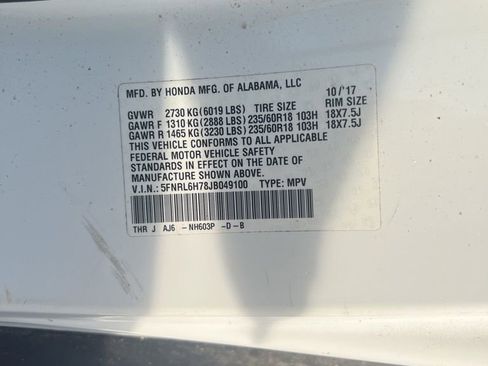 MFD. BY HONDA MFG. OF ALABAMA, LLC 10/'17
GVWR 2730 KG (6019 LBS) TIRE SIZE RIM SIZE
GAWR F 1310 KG (2888 LBS) 235/60R18 103H 18X7.5J
GAWR R 1465 KG (3230 LBS) 235/60R18 103H 18X7.5J
THIS VEHICLE CONFORMS TO ALL APPLICABLE
FEDERAL MOTOR VEHICLE SAFETY
STANDARDS IN EFFECT ON THE DATE OF
MANUFACTURE SHOWN ABOVE.
V.I.N.: 5FNRL6H78JB049100 TYPE: MPV
THR J AJ6 -NH603P -D-B